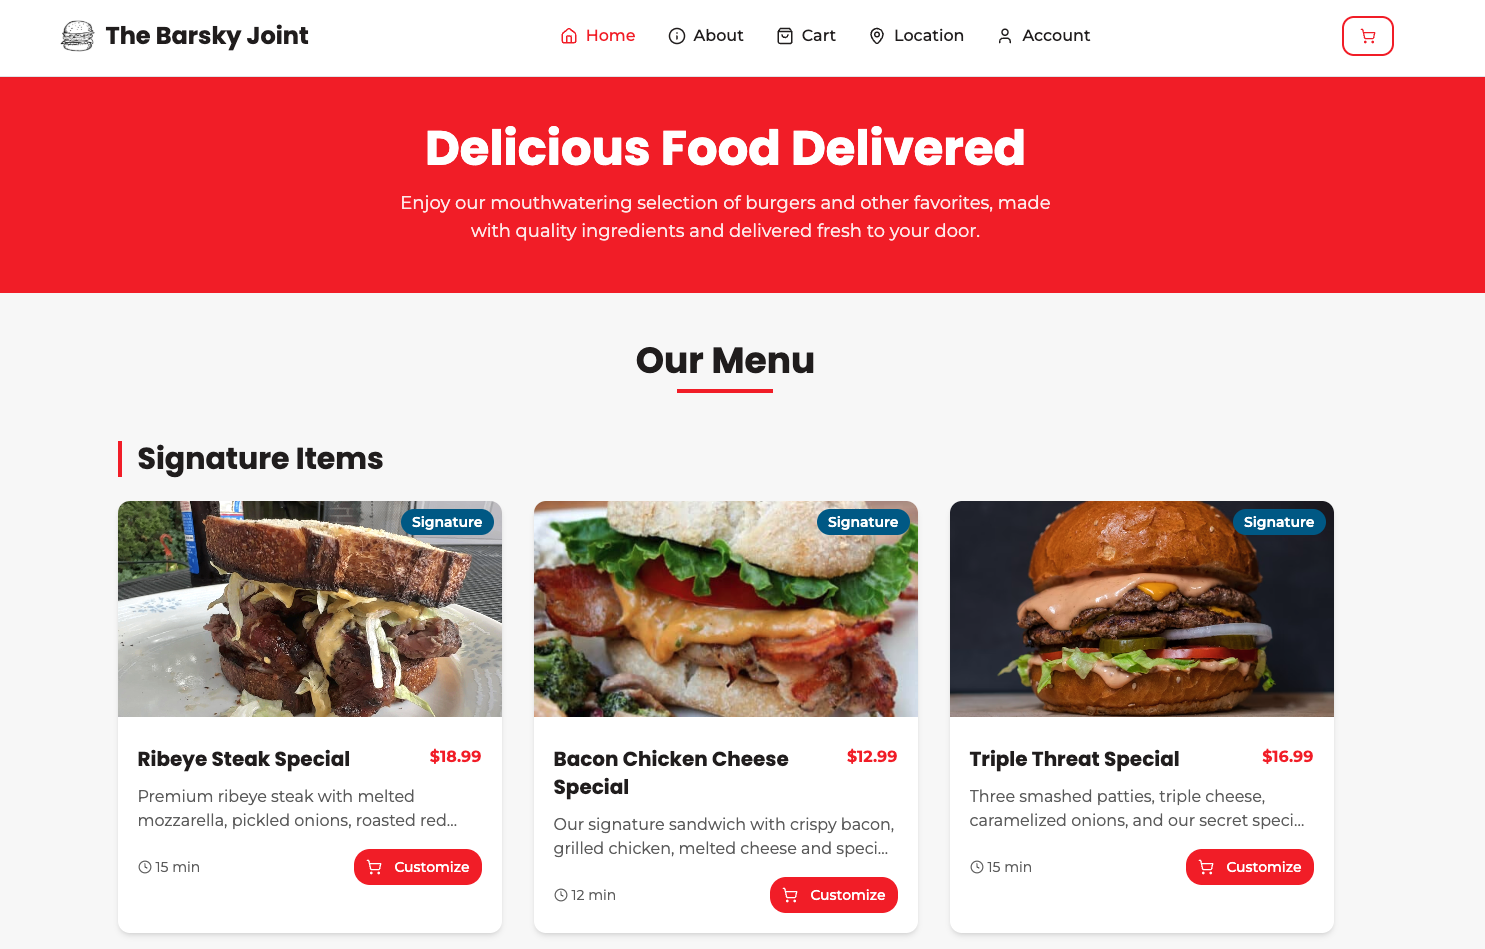 The Barsky Joint
Home
About
Cart
Location
Account
Delicious Food Delivered
Enjoy our mouthwatering selection of burgers and other favorites, made
with quality ingredients and delivered fresh to your door.
Our Menu
Signature Items
Signature
Signature
Signature
Ribeye Steak Special
$18.99
Premium ribeye steak with melted
mozzarella, pickled onions, roasted red...
15 min
Customize
Bacon Chicken Cheese
Special
$12.99
Our signature sandwich with crispy bacon,
grilled chicken, melted cheese and speci...
12 min
Customize
Triple Threat Special
$16.99
Three smashed patties, triple cheese,
caramelized onions, and our secret speci...
15 min
Customize